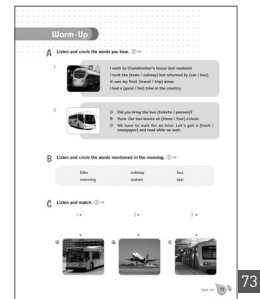 Warm-Up
A Listen and circle the words you hear.
1
I went to Grandmother's house last weekend.
I took the (train / subway) but returned by (car / bus).
It was my first (travel / trip) alone.
I had a (good / fun) time in the country.
2
G Did you bring the bus (tickets / passes)?
B Sure. Our bus leaves at (three / four) o'clock.
G We have to wait for an hour. Let's get a (book / newspaper) and read while we wait.
B Listen and circle the words mentioned in the monolog.
bike subway bus
morning station taxi
C Listen and match.
1 2 3
73
73